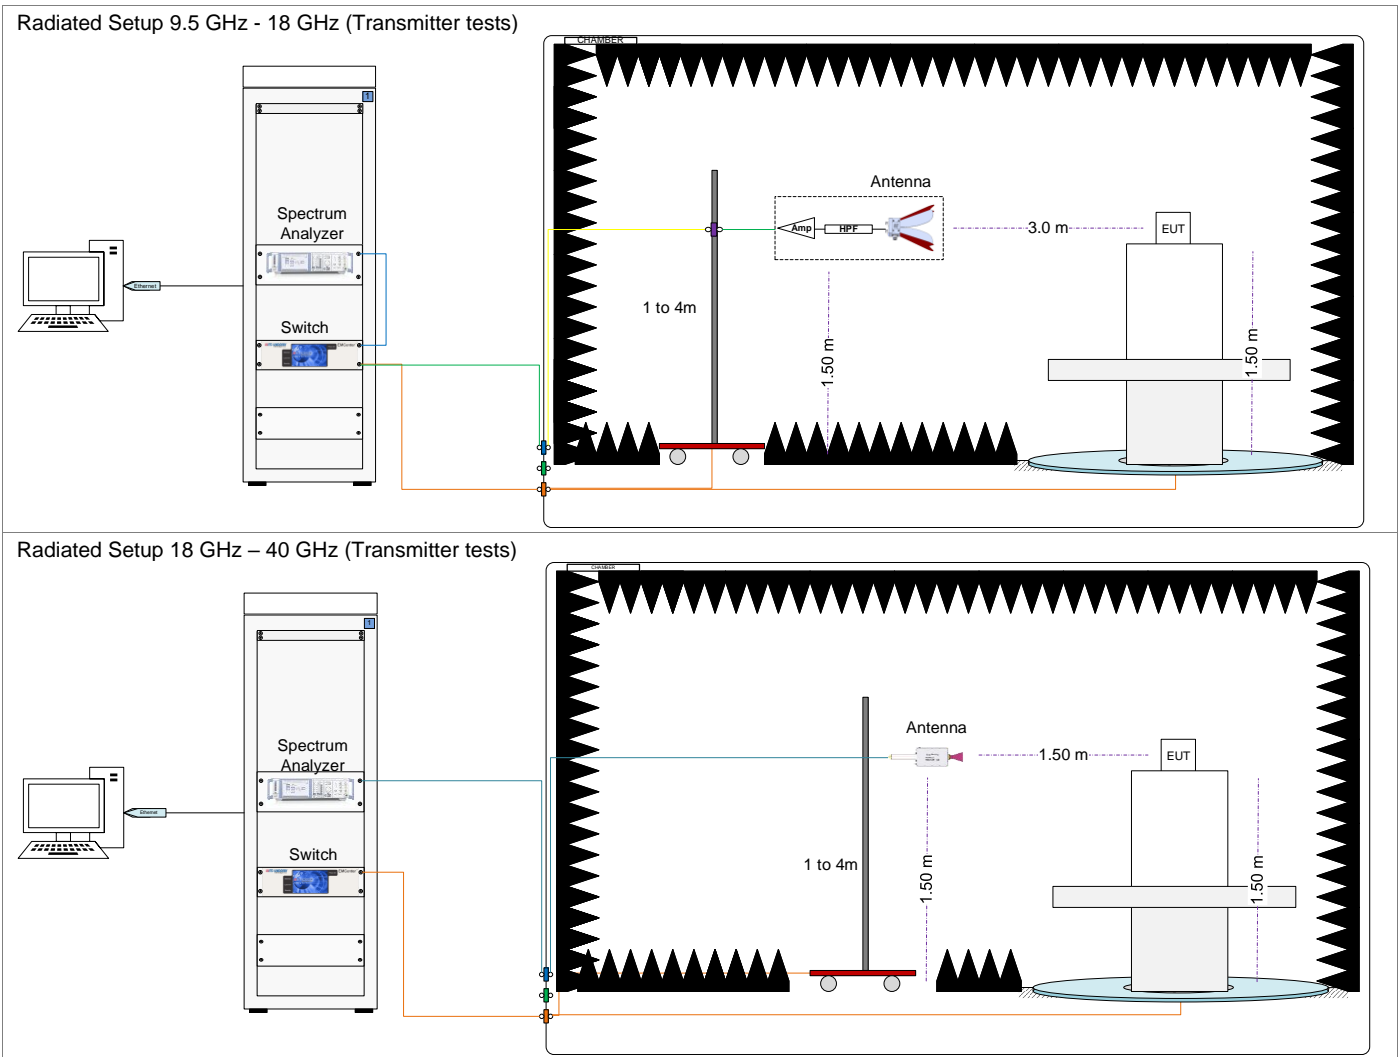 Radiated Setup 9.5 GHz - 18 GHz (Transmitter tests)
CHAMBER
1
Antenna
Spectrum
Analyzer
Amp
HPF
3.0 m
EUT
Ethernet
1 to 4m
Switch
1.50 m
1.50 m
Radiated Setup 18 GHz – 40 GHz (Transmitter tests)
CHAMBER
1
Antenna
Spectrum
Analyzer
1.50 m
EUT
Ethernet
Switch
1 to 4m
1.50 m
1.50 m